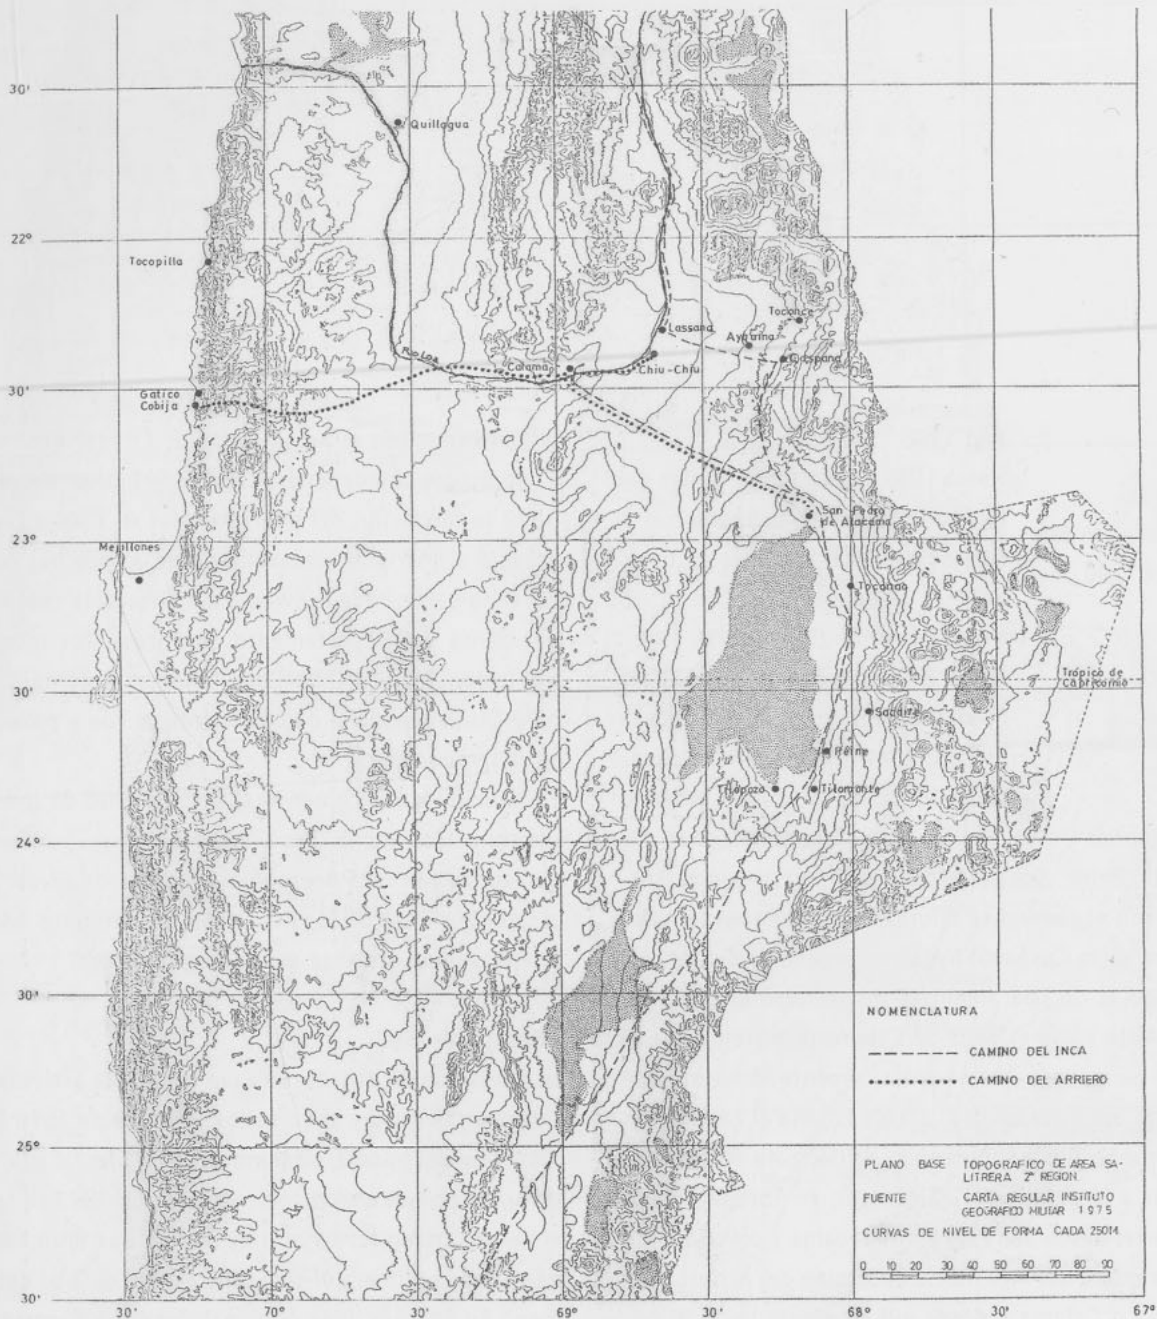 30'
Quillagua
22°
Tocopilla
Toconce
Lassana
Ayquina
Caspana
Rio Loa
Calama
Chiu-Chiu
30'
Gatico
Cobija
San Pedro
de Atacama
23°
Mejillones
Toconao
30'
Trópico de
Capricornio
Socaire
Peine
Tilopozo
Tilomonte
24°
30'
NOMENCLATURA
CAMINO DEL INCA
CAMINO DEL ARRIERO
25°
PLANO BASE TOPOGRAFICO DE AREA SA-
LITRERA 2ª REGION
FUENTE CARTA REGULAR INSTITUTO
GEOGRAFICO MILITAR 1975
CURVAS DE NIVEL DE FORMA CADA
0 10 20 30 40 50 60 70 80 90
30'
30' 70° 30' 69° 30' 68° 30' 67°